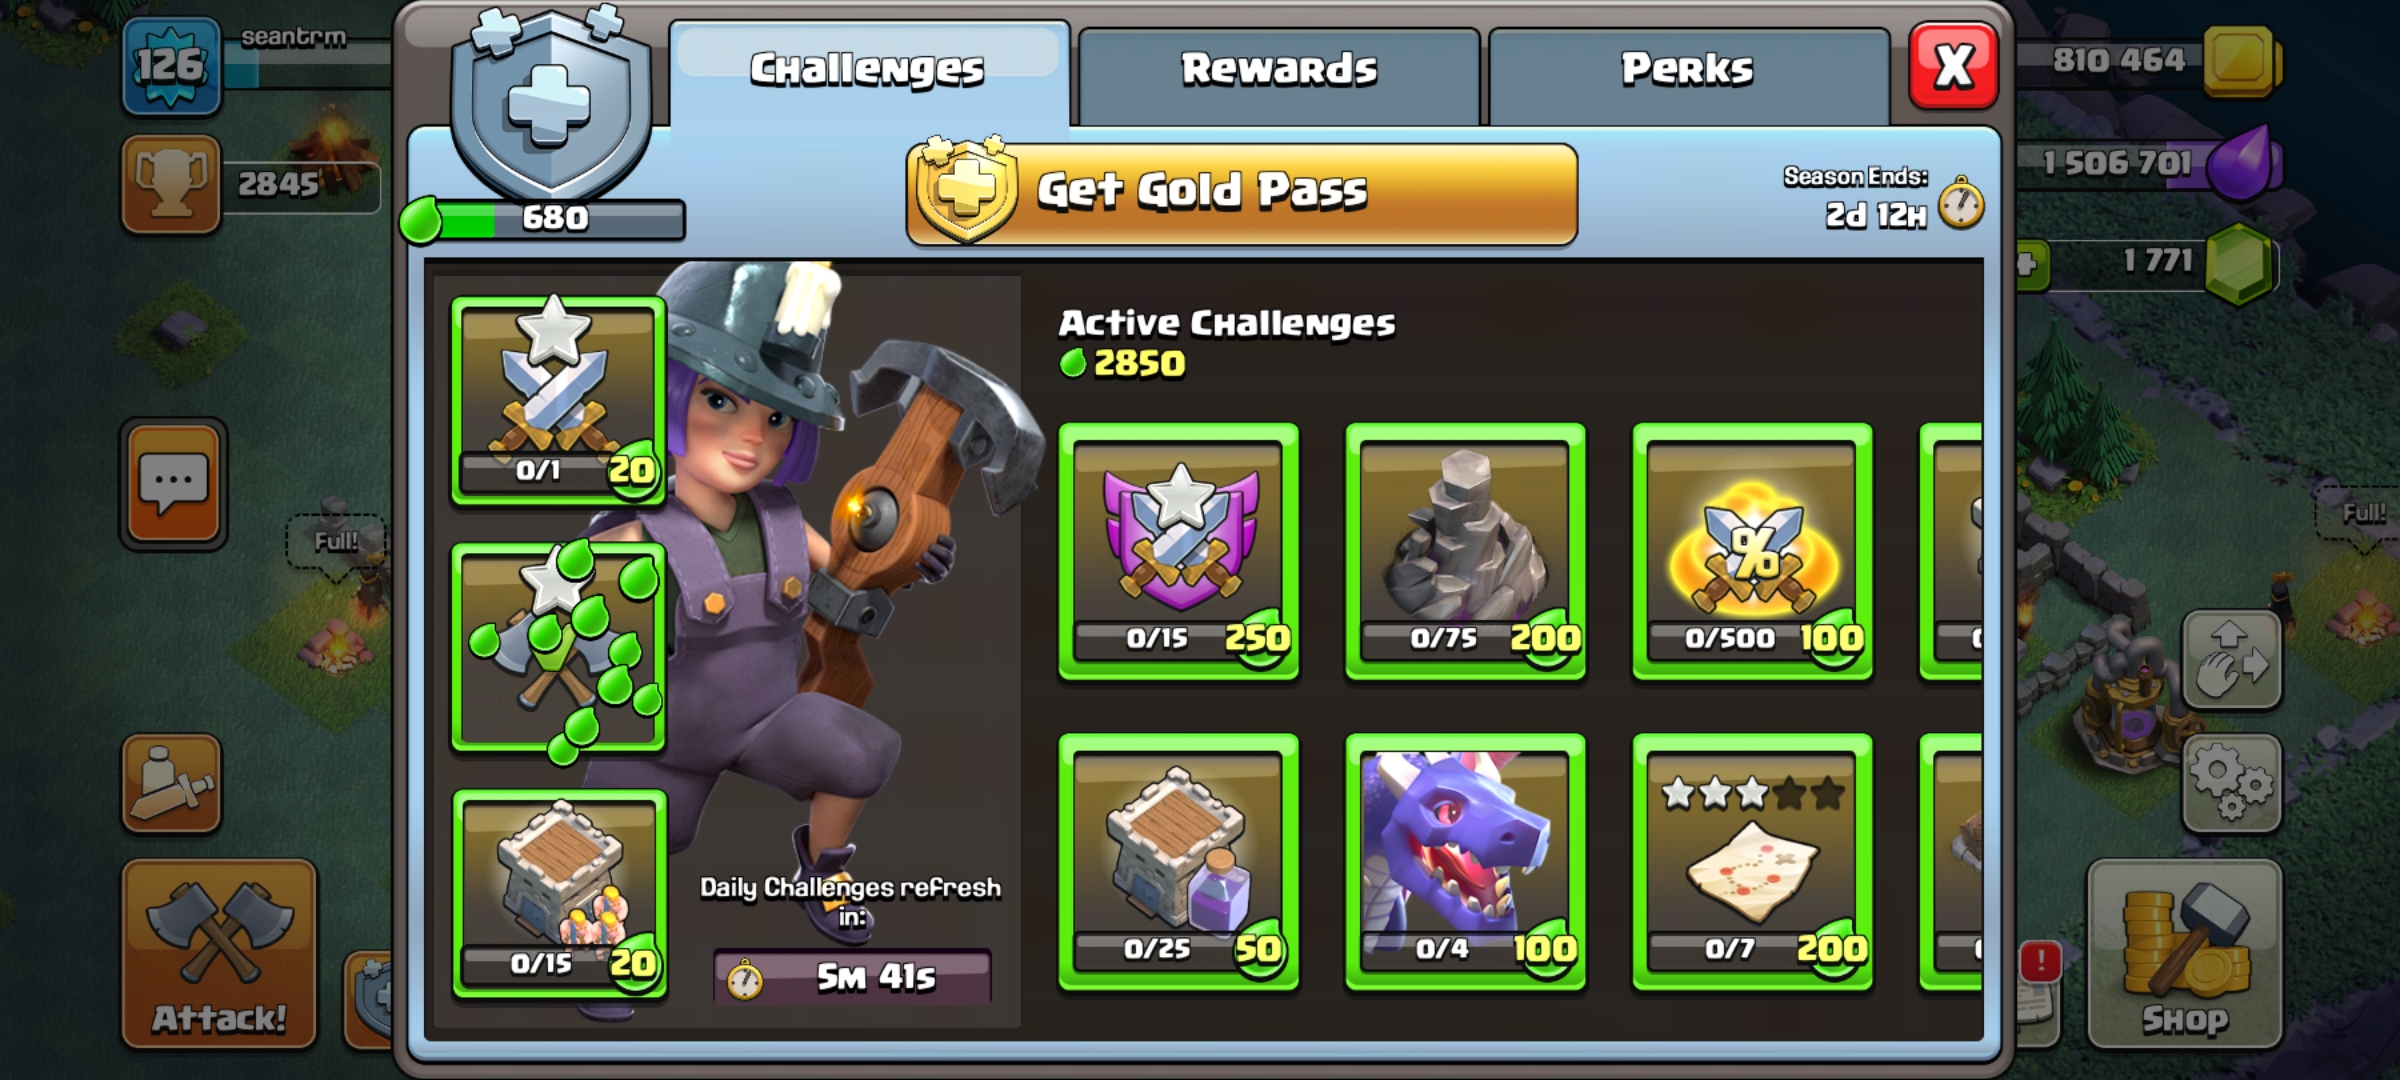 126
seantrm
Challenges
Rewards
Perks
X
810 464
2845
Get Gold Pass
Season Ends:
2d 12H
1 506 701
680
1 771
Active Challenges
2850
0/1
20
Full!
0/15
250
0/75
200
0/500
100
Full!
Daily Challenges refresh
in:
5M 41s
0/15
20
0/25
50
0/4
100
0/7
200
!
Attack!
Shop